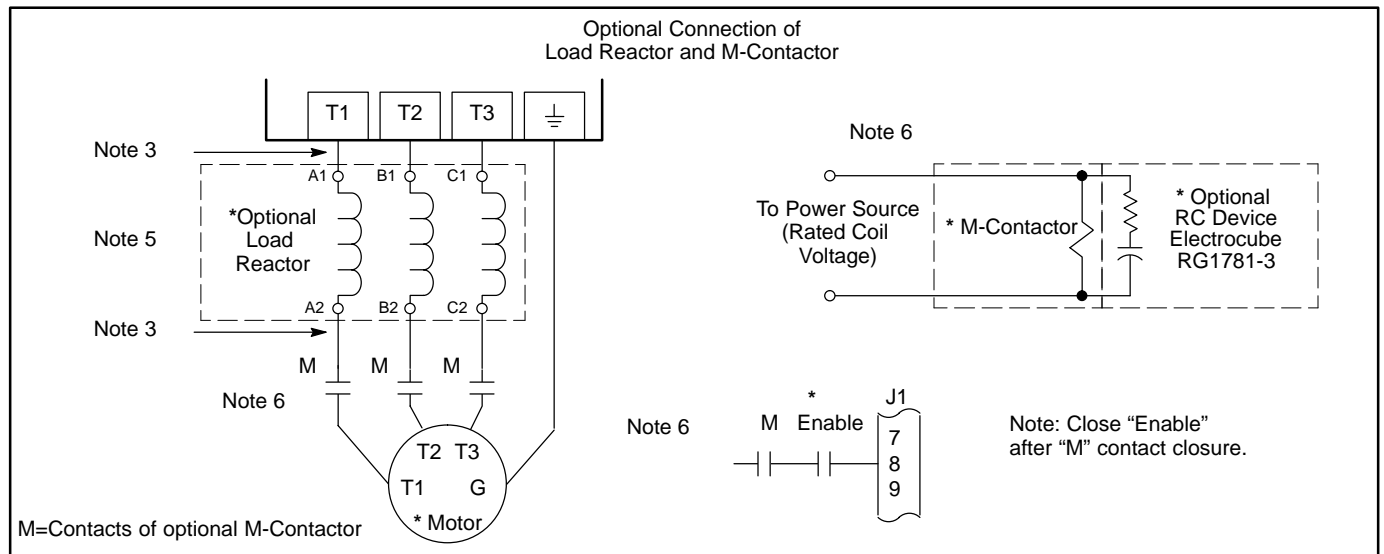 Optional Connection of
Load Reactor and M-Contactor
T1 T2 T3
Note 3
A1 B1 C1
*Optional
Load
Reactor
Note 5
A2 B2 C2
Note 3
M M M
Note 6
T2 T3
T1 G
* Motor
M=Contacts of optional M-Contactor
Note 6
To Power Source
(Rated Coil
Voltage)
* M-Contactor
* Optional
RC Device
Electrocube
RG1781-3
Note 6
*
M Enable
J1
7
8
9
Note: Close “Enable”
after “M” contact closure.